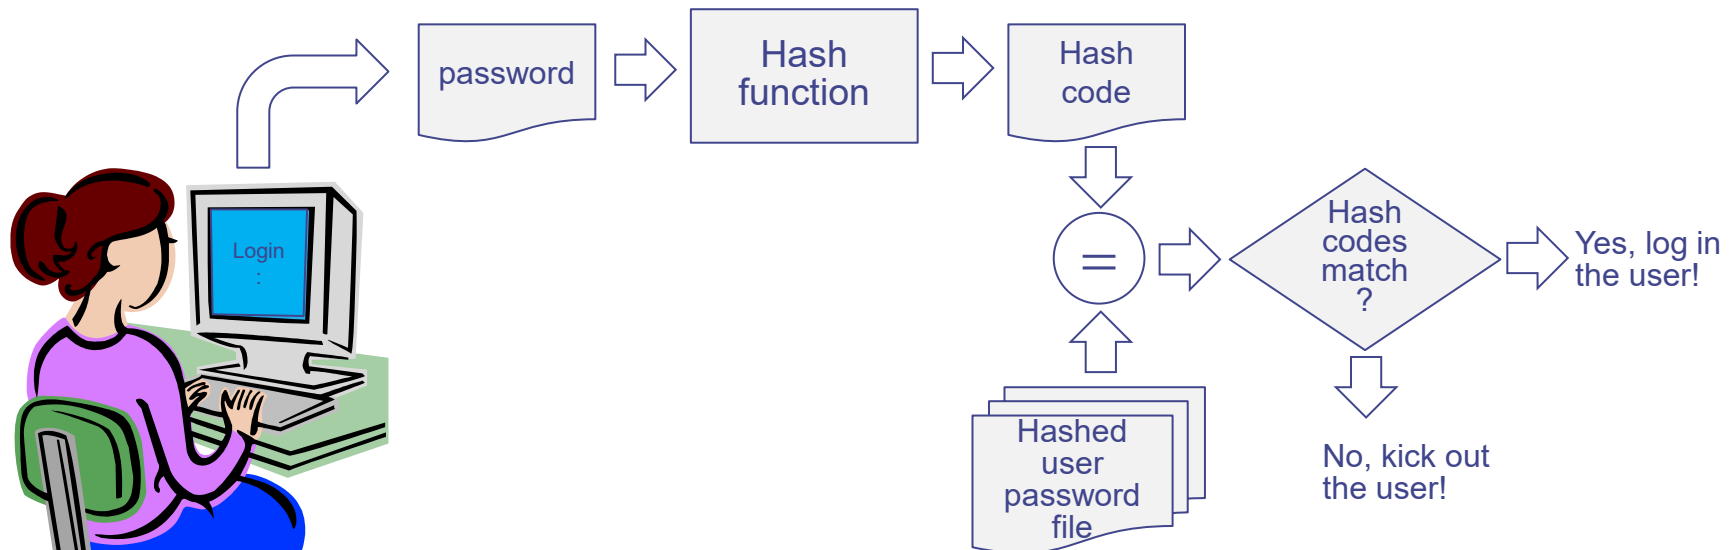 password
Hash
function
Hash
code
Login
:
=
Hash
codes
match
?
Yes, log in
the user!
Hashed
user
password
file
No, kick out
the user!